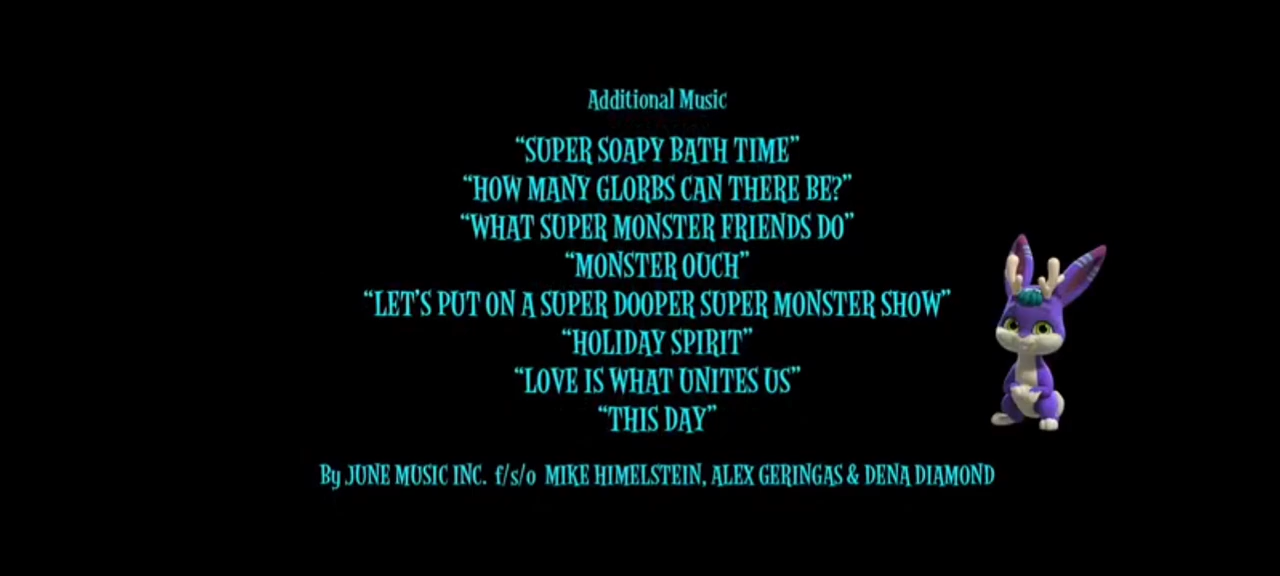 Additional Music
“SUPER SOAPY BATH TIME”
“HOW MANY GLORBS CAN THERE BE?”
“WHAT SUPER MONSTER FRIENDS DO”
“MONSTER OUCH”
“LET’S PUT ON A SUPER DOOPER SUPER MONSTER SHOW”
“HOLIDAY SPIRIT”
“LOVE IS WHAT UNITES US”
“THIS DAY”
By JUNE MUSIC INC. f/s/o MIKE HIMELSTEIN, ALEX GERINGAS & DENA DIAMOND